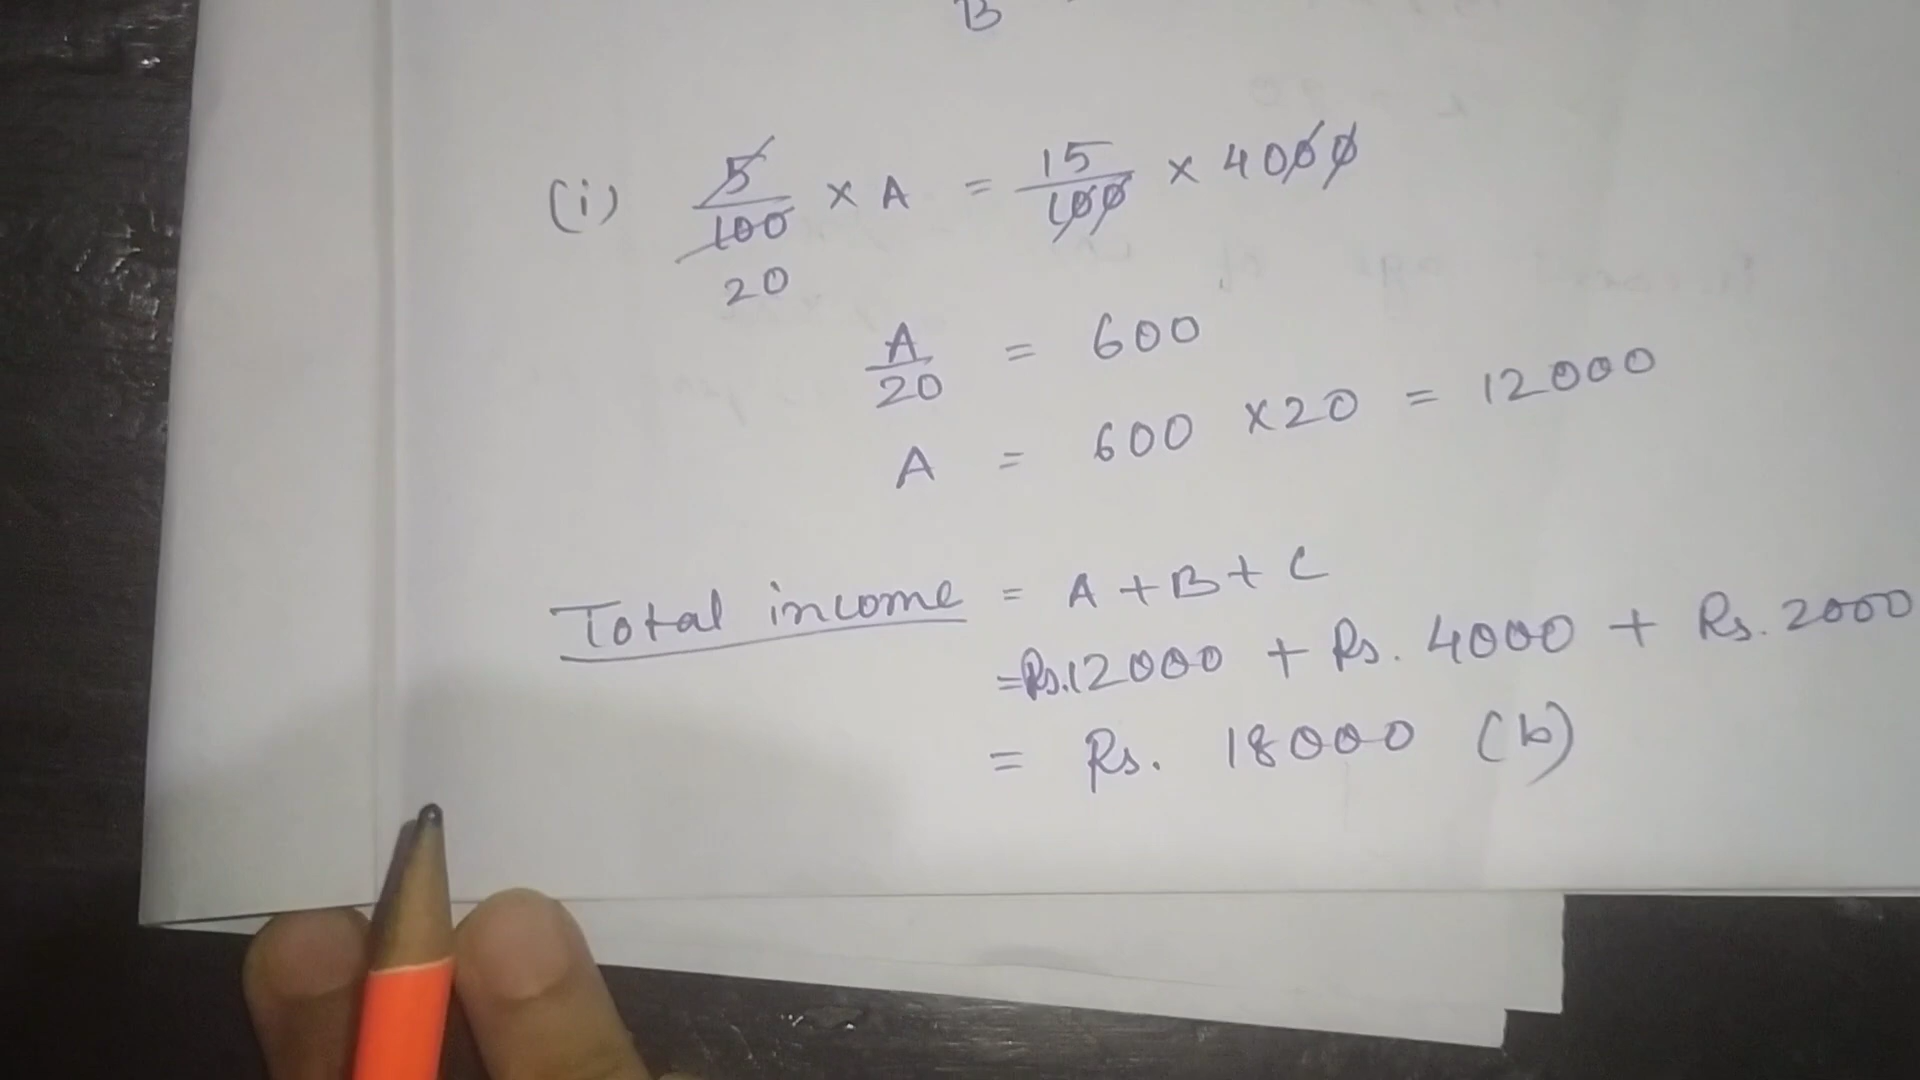 B
(i) 5/100 × A = 15/100 × 4000
20
A/20 = 600
A = 600 × 20 = 12000
Total income = A + B + C
= Rs. 12000 + Rs. 4000 + Rs. 2000
= Rs. 18000 (b)